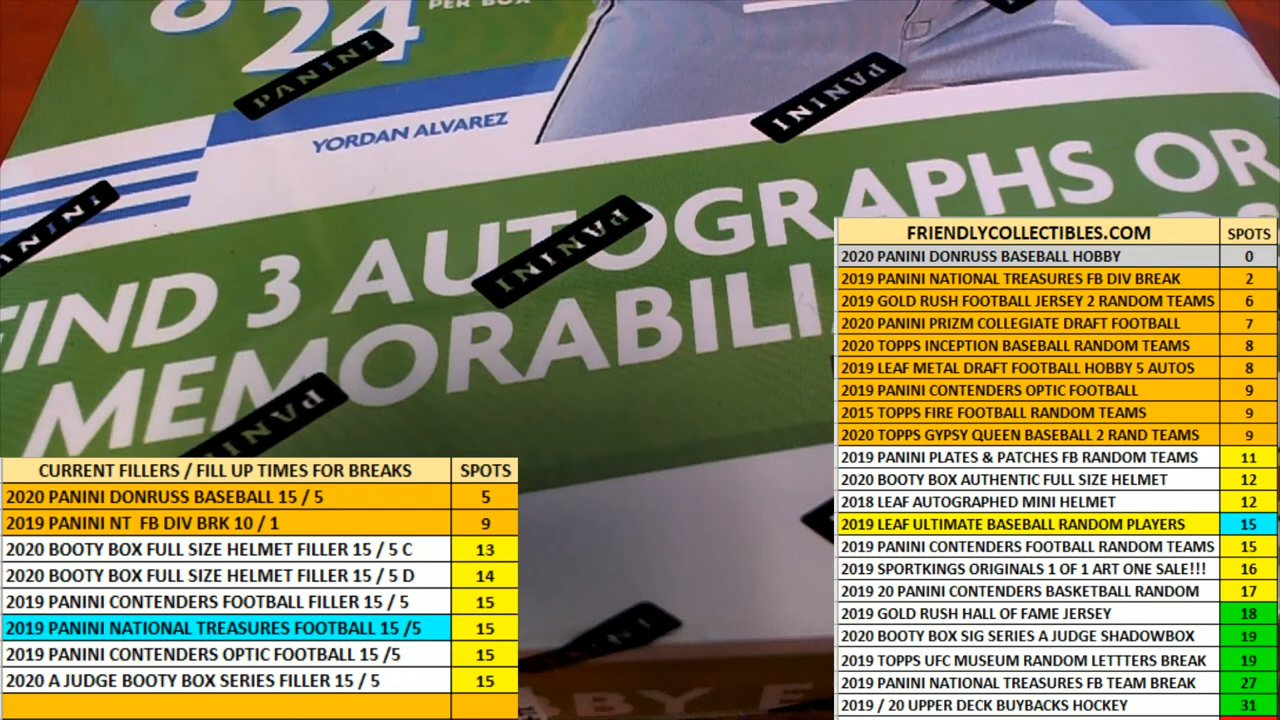 8
PER BOX
24
PANINI
PANINI
YORDAN ALVAREZ
PANINI
FIND 3 AUTOGRAPHS OR
PANINI
MEMORABILI
PANINI
CURRENT FILLERS / FILL UP TIMES FOR BREAKS SPOTS
2020 PANINI DONRUSS BASEBALL 15 / 5 5
2019 PANINI NT FB DIV BRK 10 / 1 9
2020 BOOTY BOX FULL SIZE HELMET FILLER 15 / 5 C 13
2020 BOOTY BOX FULL SIZE HELMET FILLER 15 / 5 D 14
2019 PANINI CONTENDERS FOOTBALL FILLER 15 / 5 15
2019 PANINI NATIONAL TREASURES FOOTBALL 15 /5 15
2019 PANINI CONTENDERS OPTIC FOOTBALL 15 /5 15
2020 A JUDGE BOOTY BOX SERIES FILLER 15 / 5 15
FRIENDLYCOLLECTIBLES.COM SPOTS
2020 PANINI DONRUSS BASEBALL HOBBY 0
2019 PANINI NATIONAL TREASURES FB DIV BREAK 2
2019 GOLD RUSH FOOTBALL JERSEY 2 RANDOM TEAMS 6
2020 PANINI PRIZM COLLEGIATE DRAFT FOOTBALL 7
2020 TOPPS INCEPTION BASEBALL RANDOM TEAMS 8
2019 LEAF METAL DRAFT FOOTBALL HOBBY 5 AUTOS 8
2019 PANINI CONTENDERS OPTIC FOOTBALL 9
2015 TOPPS FIRE FOOTBALL RANDOM TEAMS 9
2020 TOPPS GYPSY QUEEN BASEBALL 2 RAND TEAMS 9
2019 PANINI PLATES & PATCHES FB RANDOM TEAMS 11
2020 BOOTY BOX AUTHENTIC FULL SIZE HELMET 12
2018 LEAF AUTOGRAPHED MINI HELMET 12
2019 LEAF ULTIMATE BASEBALL RANDOM PLAYERS 15
2019 PANINI CONTENDERS FOOTBALL RANDOM TEAMS 15
2019 SPORTKINGS ORIGINALS 1 OF 1 ART ONE SALE!!! 16
2019 20 PANINI CONTENDERS BASKETBALL RANDOM 17
2019 GOLD RUSH HALL OF FAME JERSEY 18
2020 BOOTY BOX SIG SERIES A JUDGE SHADOWBOX 19
2019 TOPPS UFC MUSEUM RANDOM LETTTERS BREAK 19
2019 PANINI NATIONAL TREASURES FB TEAM BREAK 27
2019 / 20 UPPER DECK BUYBACKS HOCKEY 31